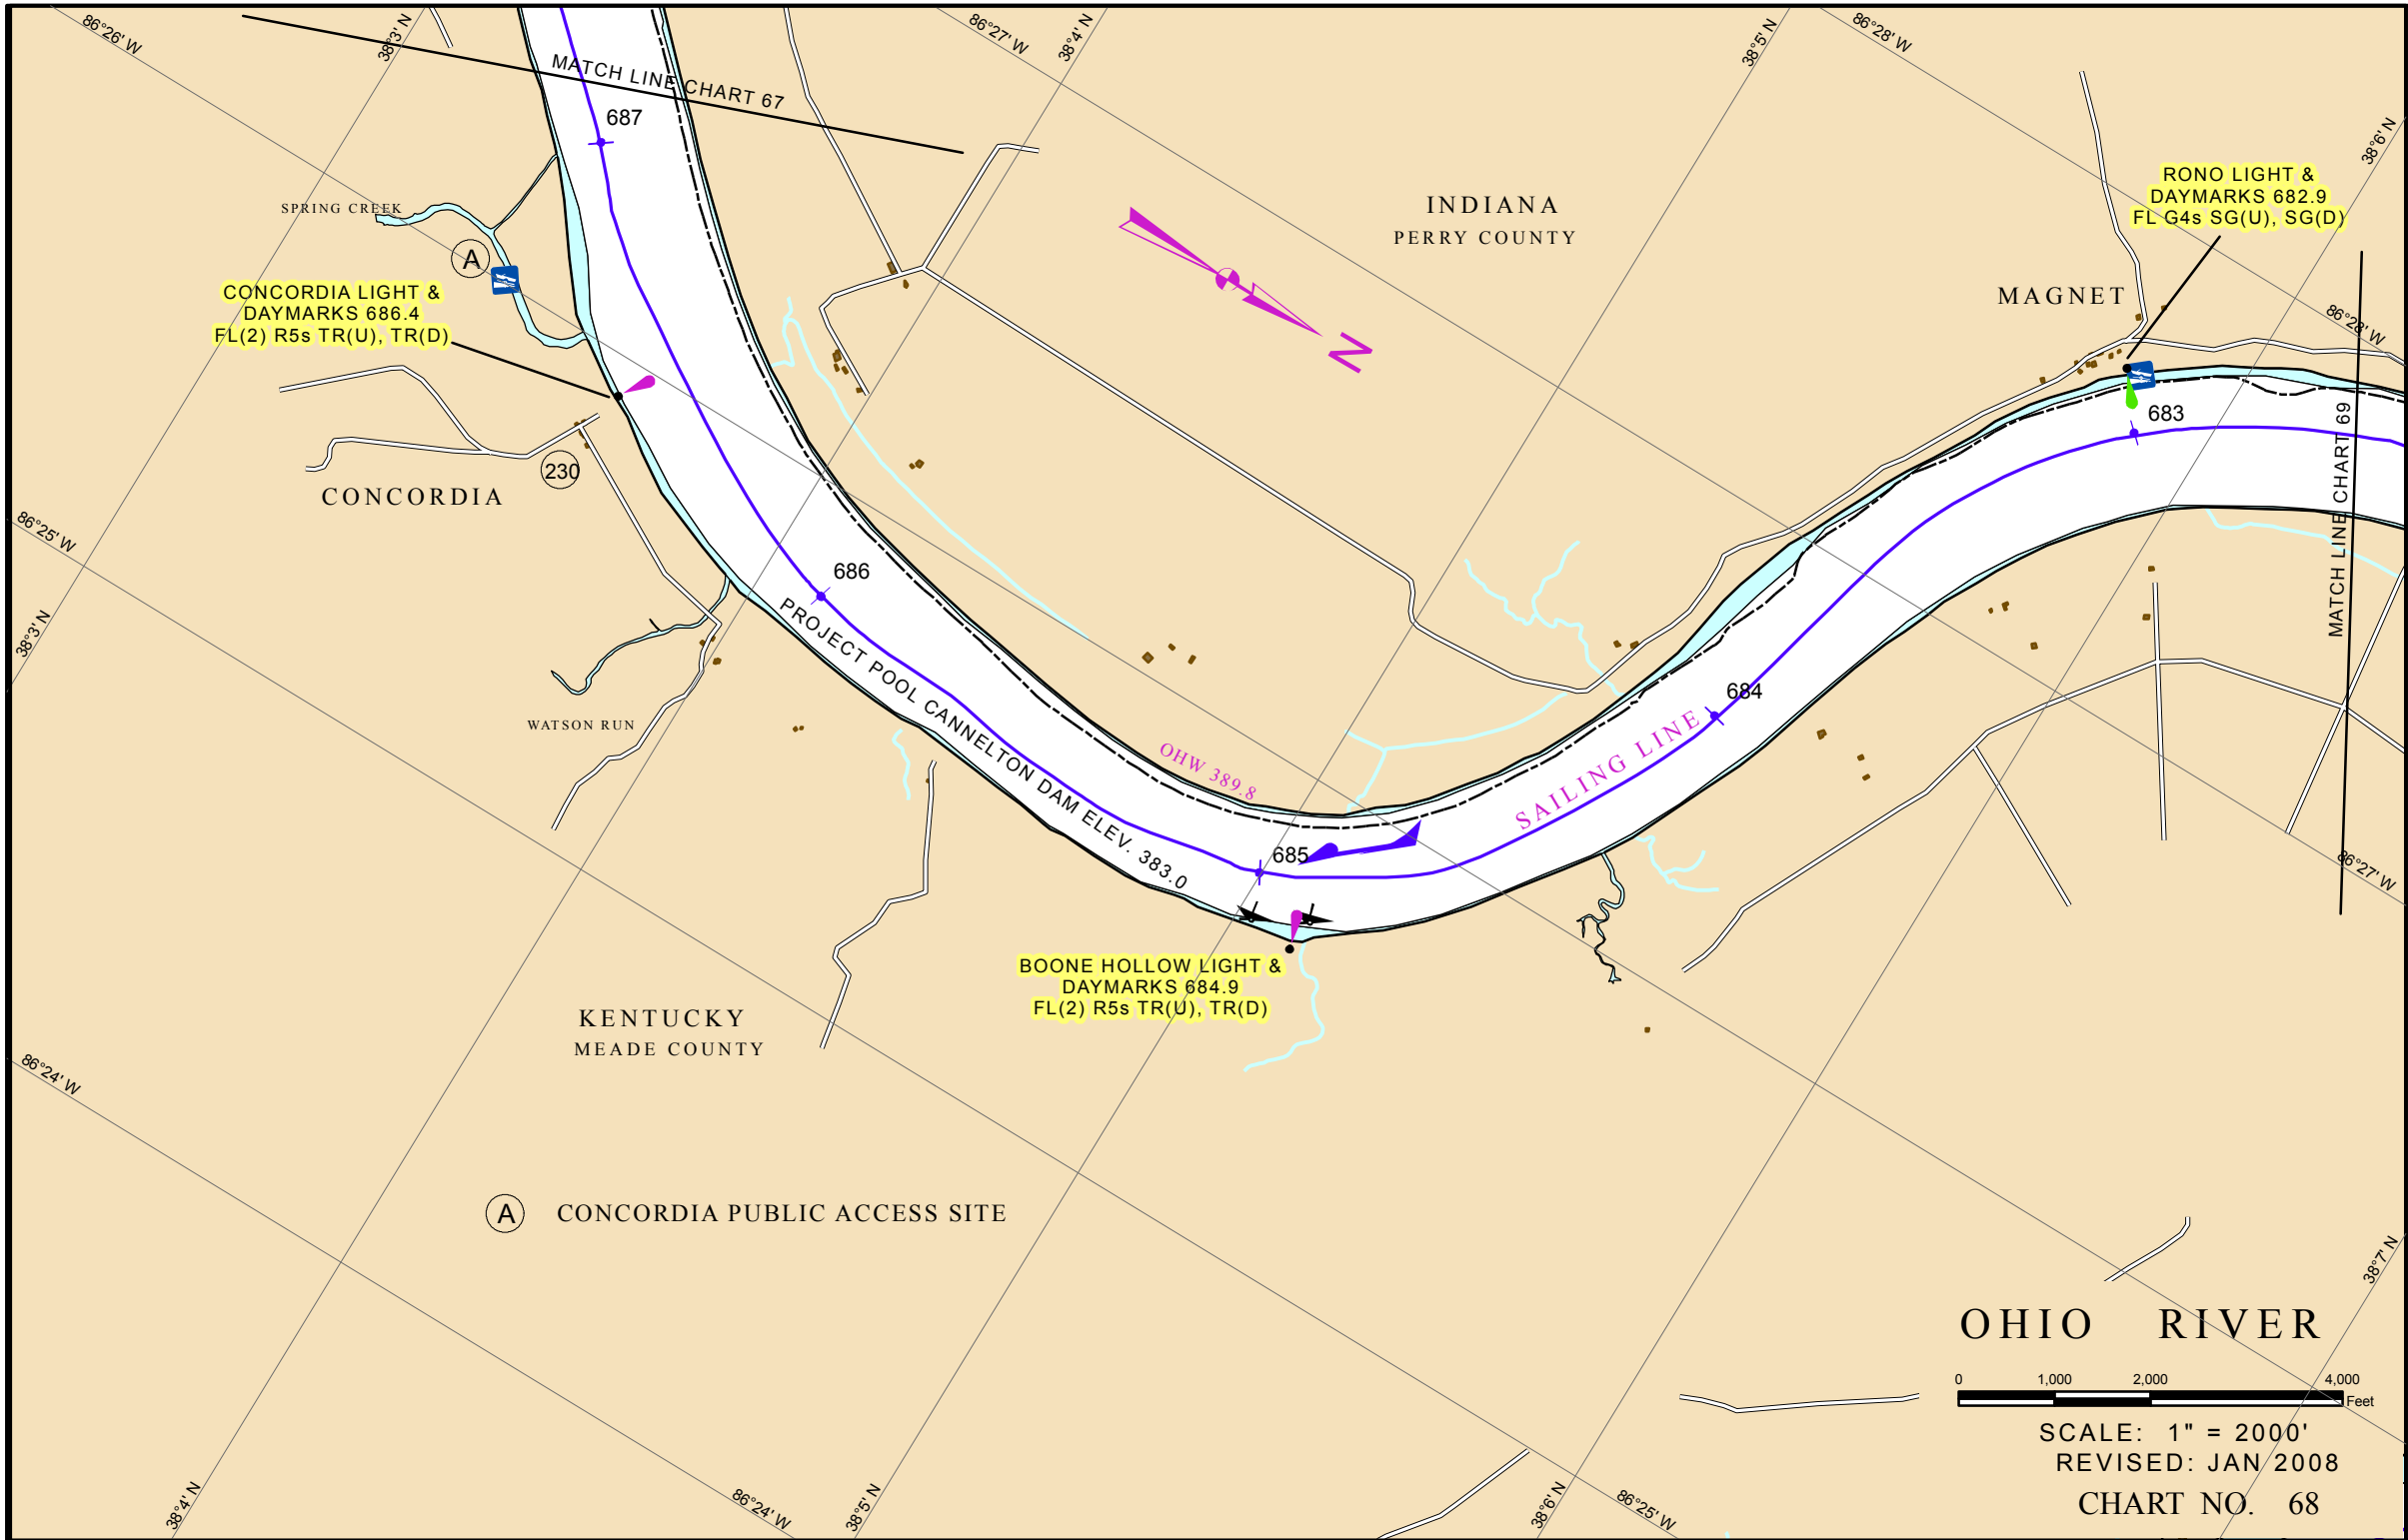 86°26' W
38°3' N
86°27' W
38°4' N
38°5' N
86°28' W
38°6' N
MATCH LINE CHART 67
687
SPRING CREEK
A
CONCORDIA LIGHT &
DAYMARKS 686.4
FL(2) R5s TR(U), TR(D)
INDIANA
PERRY COUNTY
N
RONO LIGHT &
DAYMARKS 682.9
FL G4s SG(U), SG(D)
MAGNET
86°28' W
683
MATCH LINE CHART 69
230
CONCORDIA
86°25' W
38°3' N
686
PROJECT POOL CANNELTON DAM ELEV. 383.0
WATSON RUN
OHW 389.8
684
SAILING LINE
685
86°27' W
BOONE HOLLOW LIGHT &
DAYMARKS 684.9
FL(2) R5s TR(U), TR(D)
KENTUCKY
MEADE COUNTY
86°24' W
A CONCORDIA PUBLIC ACCESS SITE
38°7' N
OHIO RIVER
0 1,000 2,000 4,000
Feet
SCALE: 1" = 2000'
REVISED: JAN 2008
CHART NO. 68
38°4' N
86°24' W
38°5' N
38°6' N
86°25' W